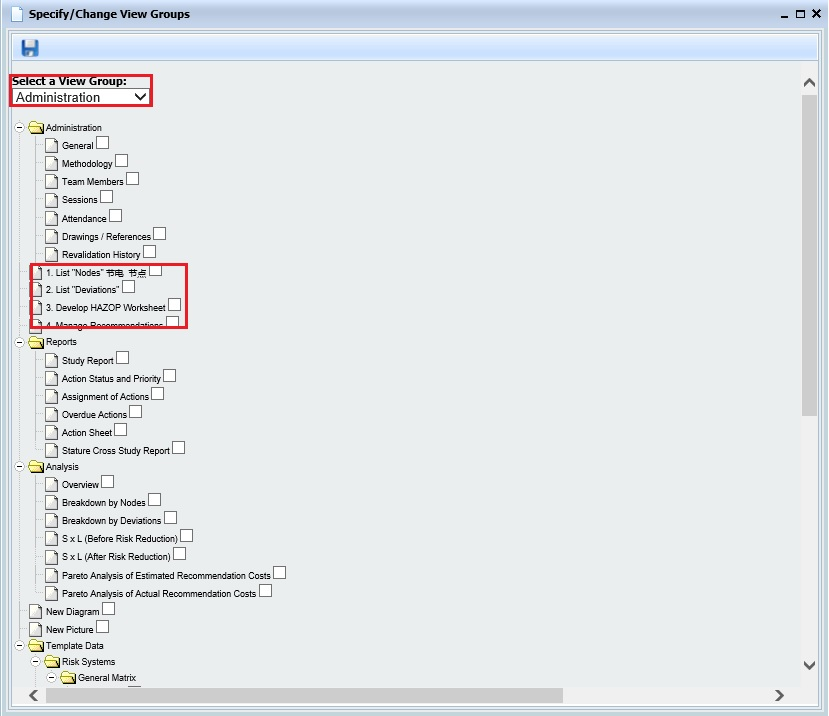 Specify/Change View Groups
Select a View Group:
Administration
Administration
General
Methodology
Team Members
Sessions
Attendance
Drawings / References
Revalidation History
1. List "Nodes" 节电 节点
2. List "Deviations"
3. Develop HAZOP Worksheet
4. Manage Recommendations
Reports
Study Report
Action Status and Priority
Assignment of Actions
Overdue Actions
Action Sheet
Stature Cross Study Report
Analysis
Overview
Breakdown by Nodes
Breakdown by Deviations
S x L (Before Risk Reduction)
S x L (After Risk Reduction)
Pareto Analysis of Estimated Recommendation Costs
Pareto Analysis of Actual Recommendation Costs
New Diagram
New Picture
Template Data
Risk Systems
General Matrix